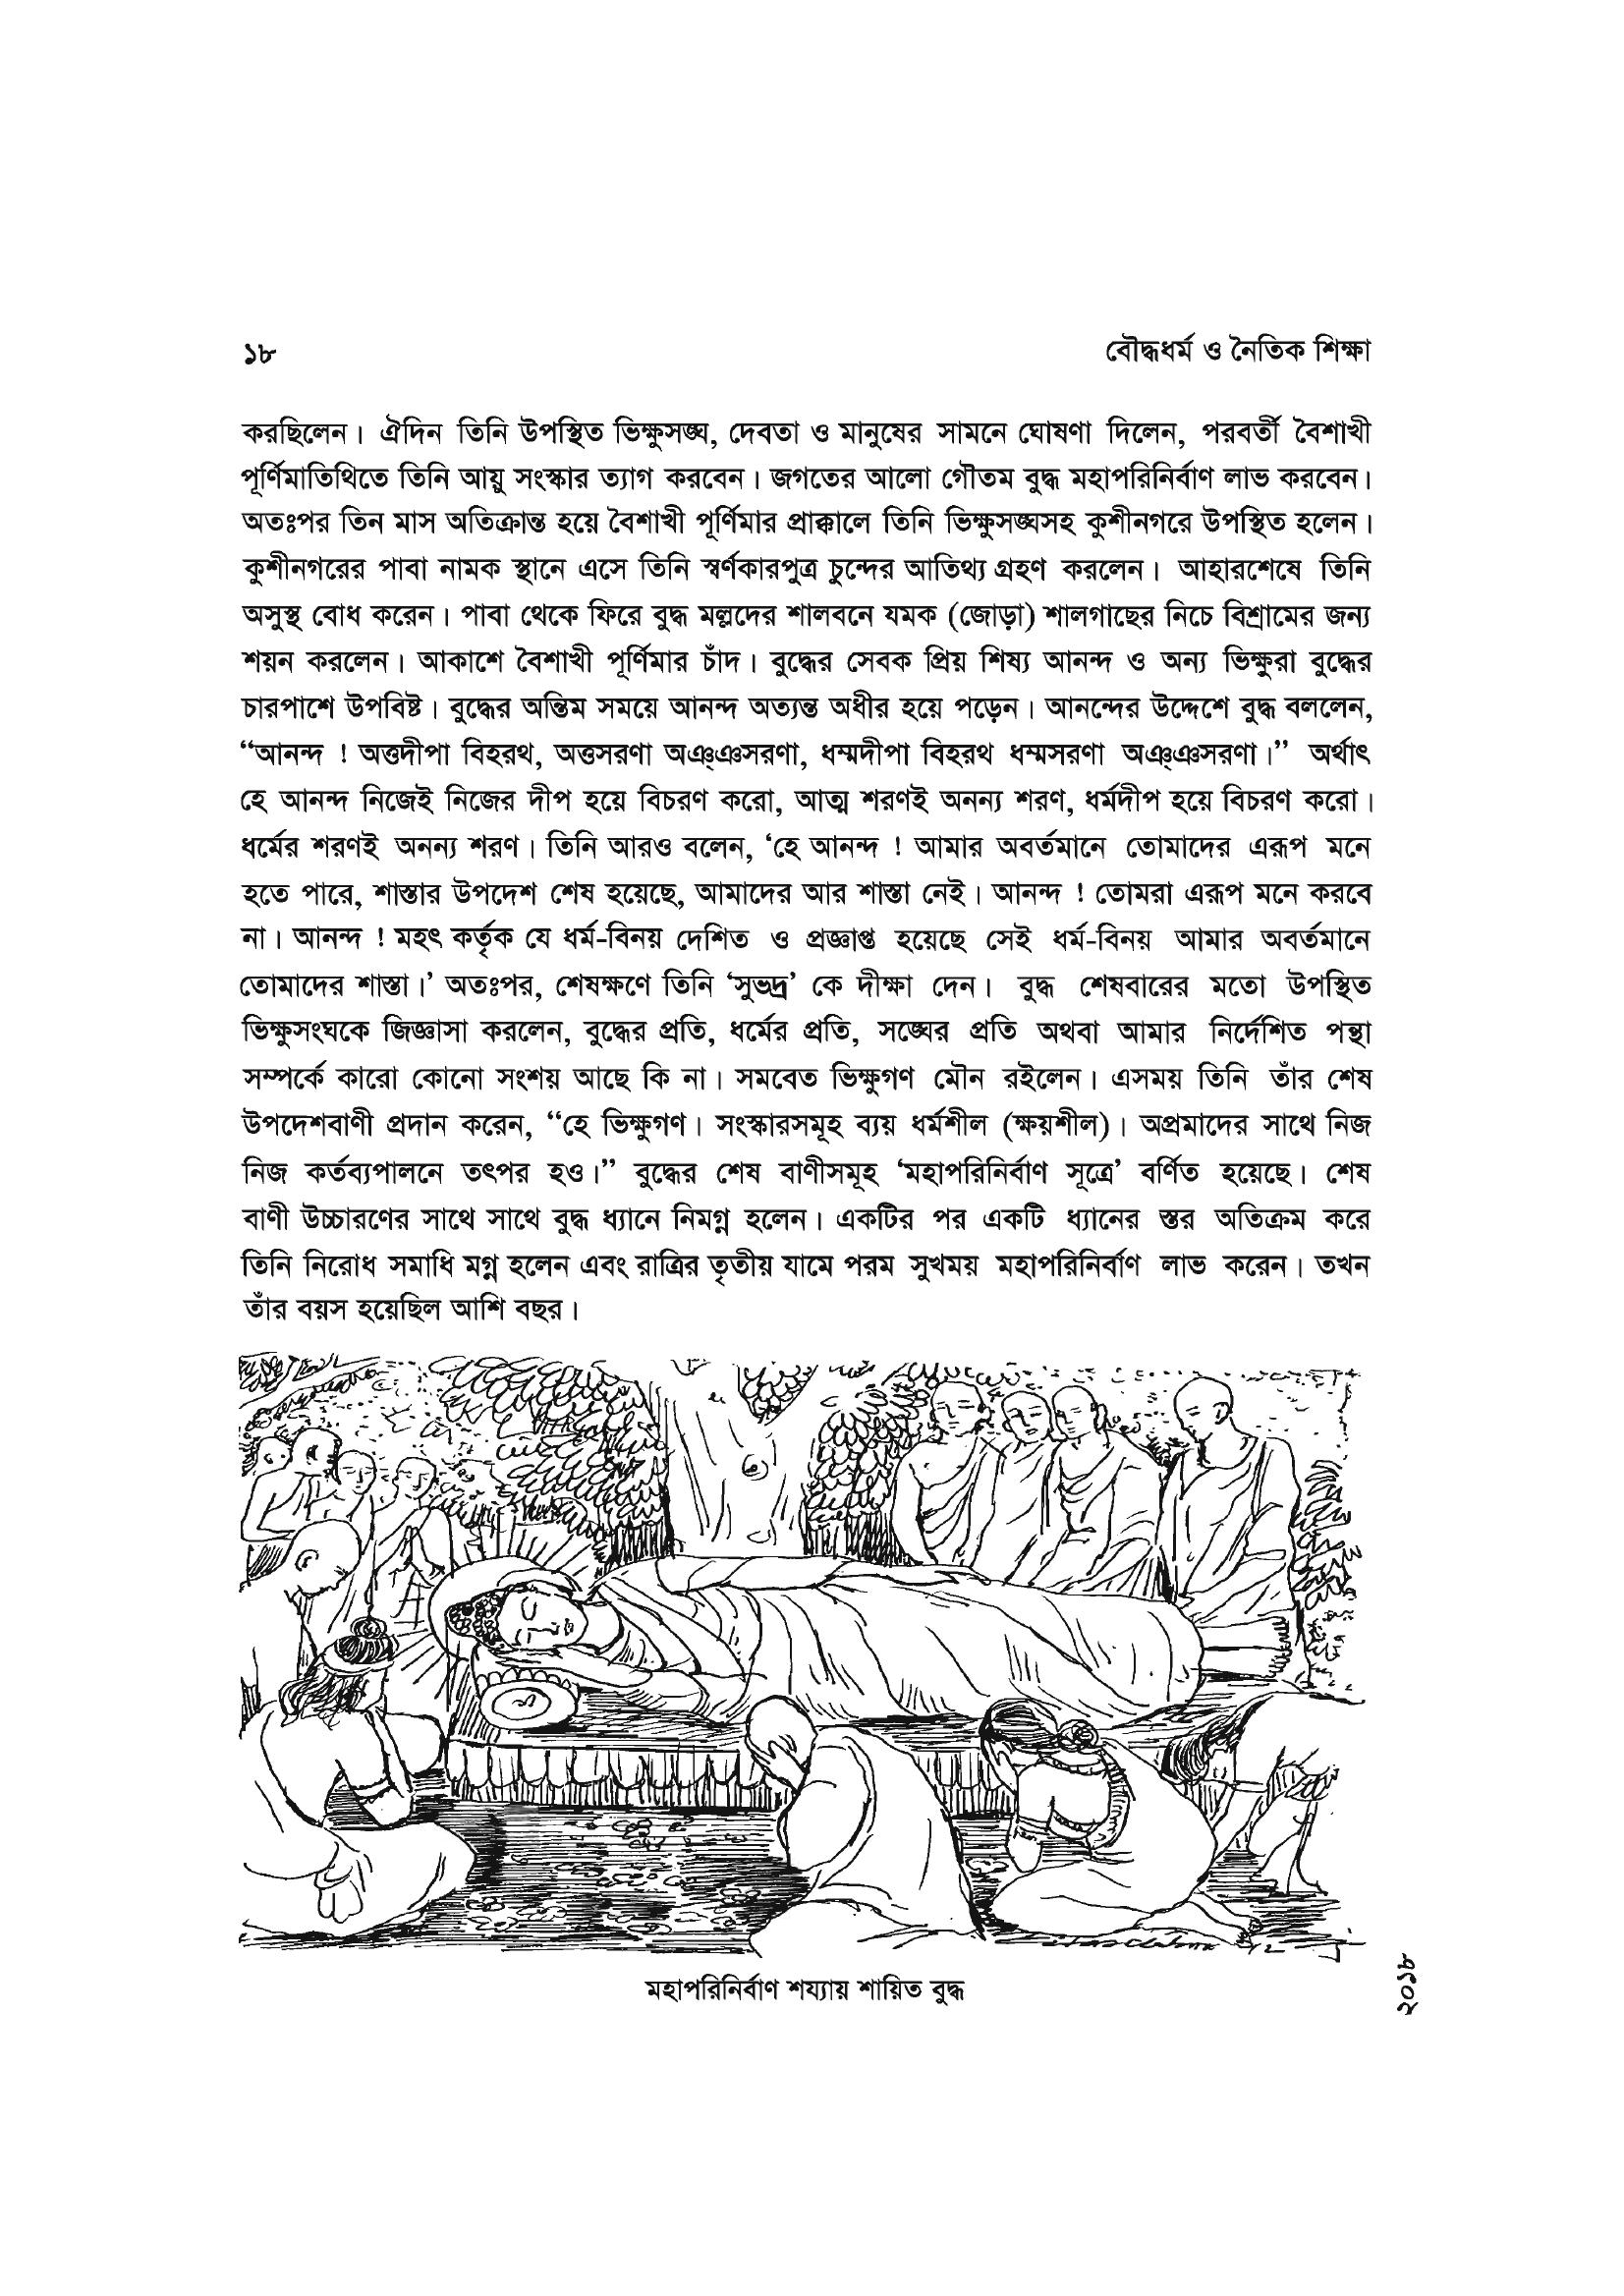 ১৮ বৌদ্ধধর্ম ও নৈতিক শিক্ষা
করছিলেন। ঐদিন তিনি উপস্থিত ভিক্ষুসঙ্ঘ, দেবতা ও মানুষের সামনে ঘোষণা দিলেন, পরবর্তী বৈশাখী
পূর্ণিমাতিথিতে তিনি আয়ু সংস্কার ত্যাগ করবেন। জগতের আলো গৌতম বুদ্ধ মহাপরিনির্বাণ লাভ করবেন।
অতঃপর তিন মাস অতিক্রান্ত হয়ে বৈশাখী পূর্ণিমার প্রাক্কালে তিনি ভিক্ষুসঙ্ঘসহ কুশীনগরে উপস্থিত হলেন।
কুশীনগরের পাবা নামক স্থানে এসে তিনি স্বর্ণকারপুত্র চুন্দের আতিথ্য গ্রহণ করলেন। আহারশেষে তিনি
অসুস্থ বোধ করেন। পাবা থেকে ফিরে বুদ্ধ মল্লদের শালবনে যমক (জোড়া) শালগাছের নিচে বিশ্রামের জন্য
শয়ন করলেন। আকাশে বৈশাখী পূর্ণিমার চাঁদ। বুদ্ধের সেবক প্রিয় শিষ্য আনন্দ ও অন্য ভিক্ষুরা বুদ্ধের
চারপাশে উপবিষ্ট। বুদ্ধের অন্তিম সময়ে আনন্দ অত্যন্ত অধীর হয়ে পড়েন। আনন্দের উদ্দেশে বুদ্ধ বললেন,
“আনন্দ ! অত্তদীপা বিহরথ, অত্তসরণা অঞ্ঞসরণা, ধম্মদীপা বিহরথ ধম্মসরণা অঞ্ঞসরণা।” অর্থাৎ
হে আনন্দ নিজেই নিজের দীপ হয়ে বিচরণ করো, আত্ম শরণই অনন্য শরণ, ধর্মদীপ হয়ে বিচরণ করো।
ধর্মের শরণই অনন্য শরণ। তিনি আরও বলেন, ‘হে আনন্দ ! আমার অবর্তমানে তোমাদের এরূপ মনে
হতে পারে, শাস্তার উপদেশ শেষ হয়েছে, আমাদের আর শাস্তা নেই। আনন্দ ! তোমরা এরূপ মনে করবে
না। আনন্দ ! মহৎ কর্তৃক যে ধর্ম-বিনয় দেশিত ও প্রজ্ঞাপ্ত হয়েছে সেই ধর্ম-বিনয় আমার অবর্তমানে
তোমাদের শাস্তা।’ অতঃপর, শেষক্ষণে তিনি ‘সুভদ্র’ কে দীক্ষা দেন। বুদ্ধ শেষবারের মতো উপস্থিত
ভিক্ষুসংঘকে জিজ্ঞাসা করলেন, বুদ্ধের প্রতি, ধর্মের প্রতি, সঙ্ঘের প্রতি অথবা আমার নির্দেশিত পন্থা
সম্পর্কে কারো কোনো সংশয় আছে কি না। সমবেত ভিক্ষুগণ মৌন রইলেন। এসময় তিনি তাঁর শেষ
উপদেশবাণী প্রদান করেন, “হে ভিক্ষুগণ। সংস্কারসমূহ ব্যয় ধর্মশীল (ক্ষয়শীল)। অপ্রমাদের সাথে নিজ
নিজ কর্তব্যপালনে তৎপর হও।” বুদ্ধের শেষ বাণীসমূহ ‘মহাপরিনির্বাণ সূত্রে’ বর্ণিত হয়েছে। শেষ
বাণী উচ্চারণের সাথে সাথে বুদ্ধ ধ্যানে নিমগ্ন হলেন। একটির পর একটি ধ্যানের স্তর অতিক্রম করে
তিনি নিরোধ সমাধি মগ্ন হলেন এবং রাত্রির তৃতীয় যামে পরম সুখময় মহাপরিনির্বাণ লাভ করেন। তখন
তাঁর বয়স হয়েছিল আশি বছর।
মহাপরিনির্বাণ শয্যায় শায়িত বুদ্ধ
২০১৮